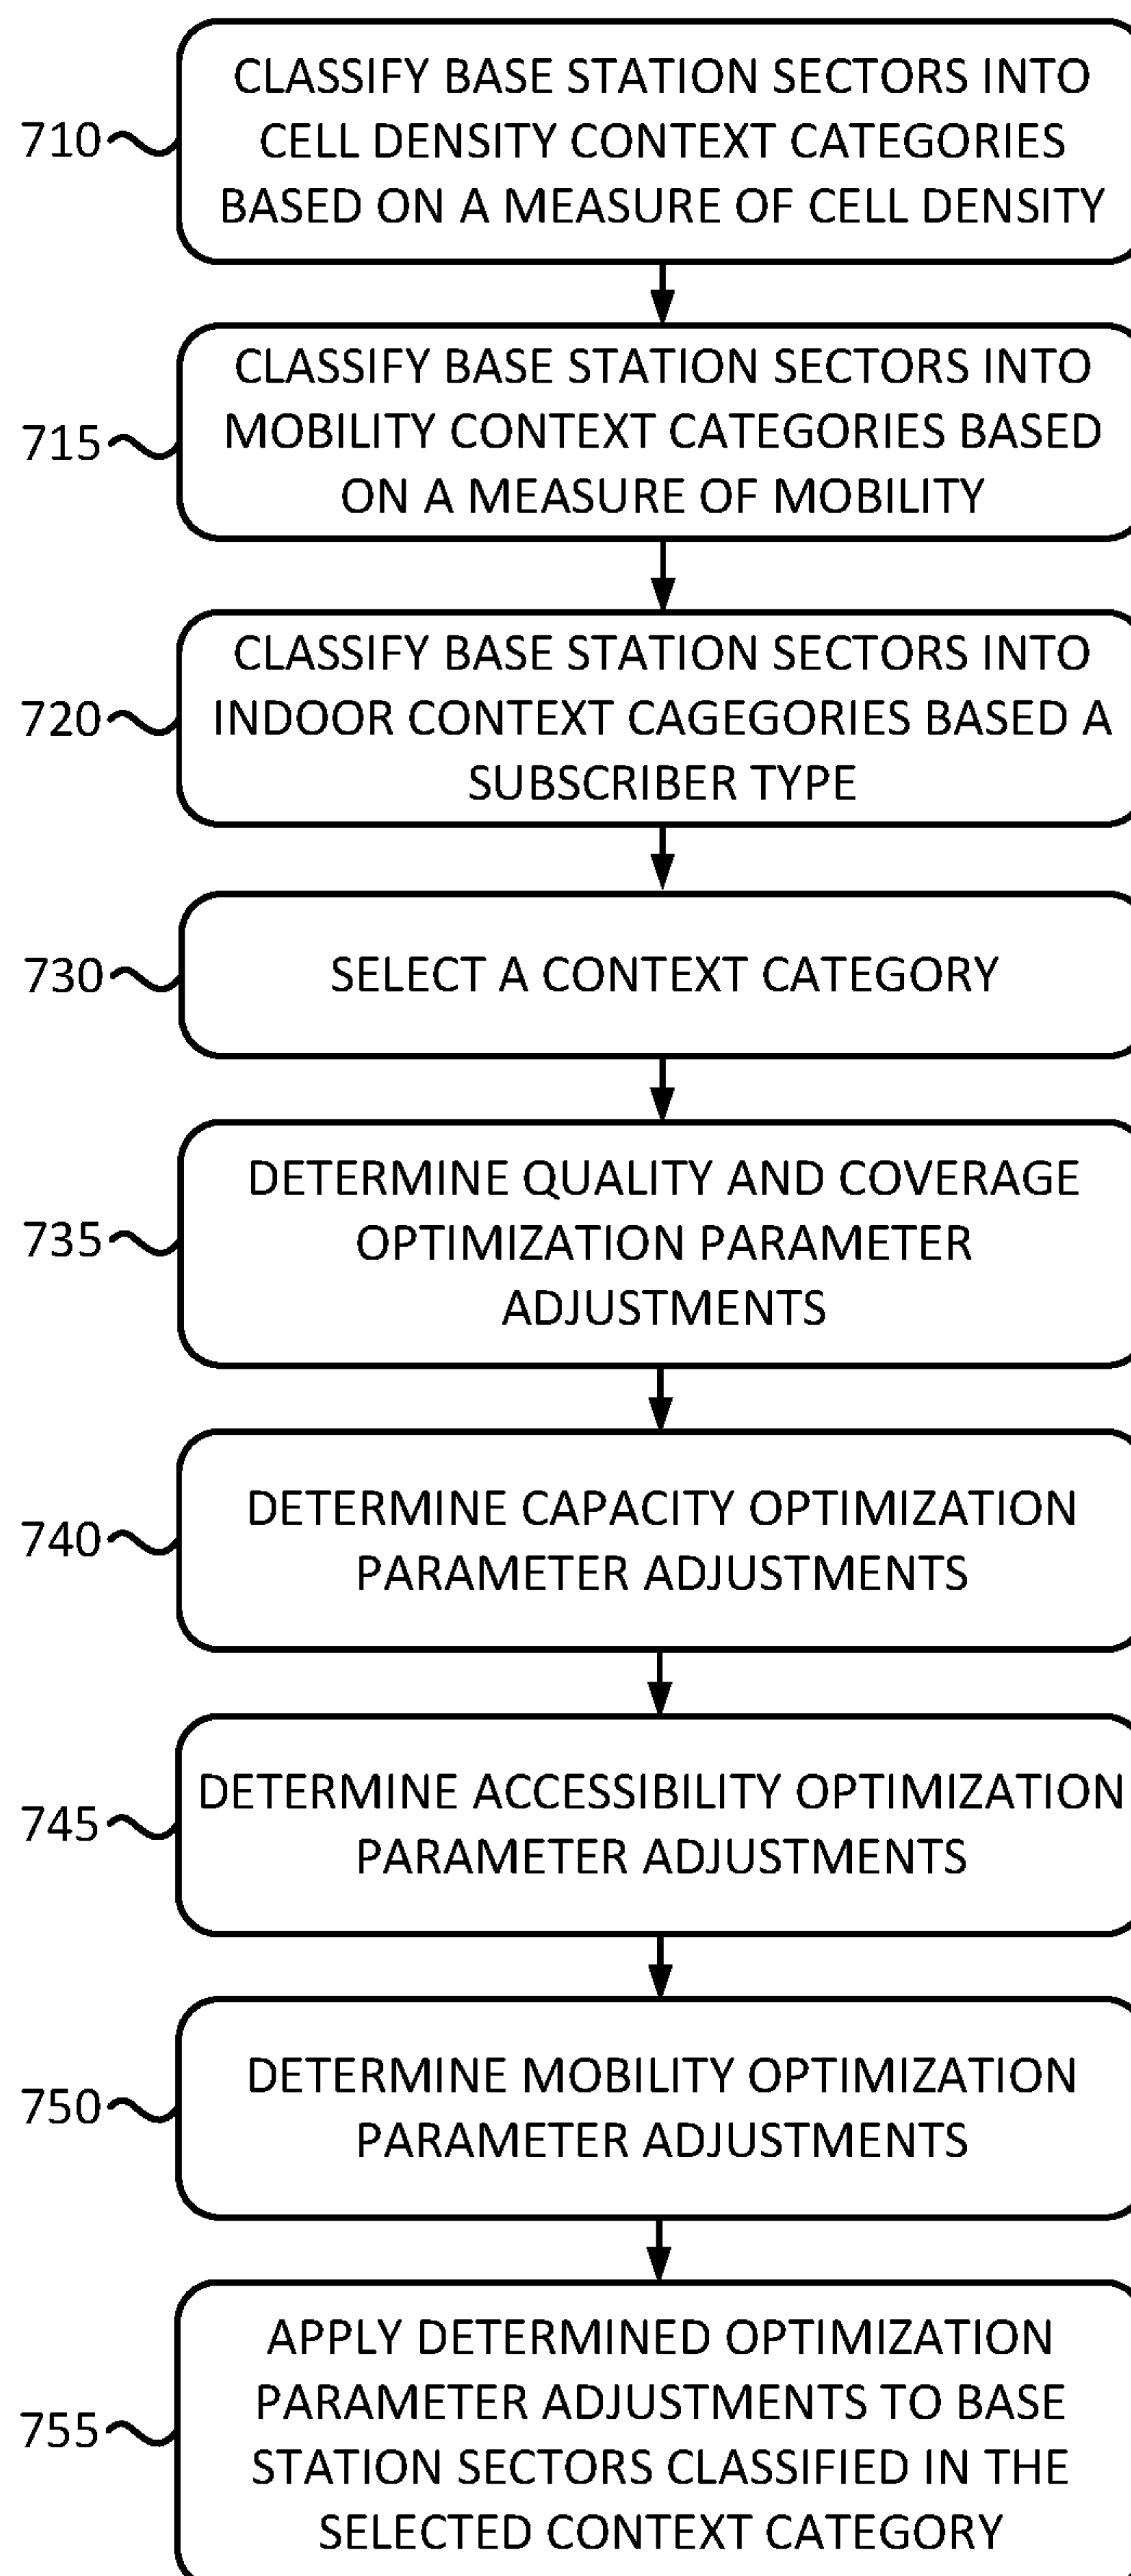 CLASSIFY BASE STATION SECTORS INTO
CELL DENSITY CONTEXT CATEGORIES
710
BASED ON A MEASURE OF CELL DENSITY
CLASSIFY BASE STATION SECTORS INTO
MOBILITY CONTEXT CATEGORIES BASED
715
ON A MEASURE OF MOBILITY
CLASSIFY BASE STATION SECTORS INTO
INDOOR CONTEXT CAGEGORIES BASED A
720
SUBSCRIBER TYPE
730
SELECT A CONTEXT CATEGORY
DETERMINE QUALITY AND COVERAGE
735
OPTIMIZATION PARAMETER
ADJUSTMENTS
DETERMINE CAPACITY OPTIMIZATION
740
PARAMETER ADJUSTMENTS
DETERMINE ACCESSIBILITY OPTIMIZATION
745
PARAMETER ADJUSTMENTS
DETERMINE MOBILITY OPTIMIZATION
750
PARAMETER ADJUSTMENTS
APPLY DETERMINED OPTIMIZATION
PARAMETER ADJUSTMENTS TO BASE
755
STATION SECTORS CLASSIFIED IN THE
SELECTED CONTEXT CATEGORY